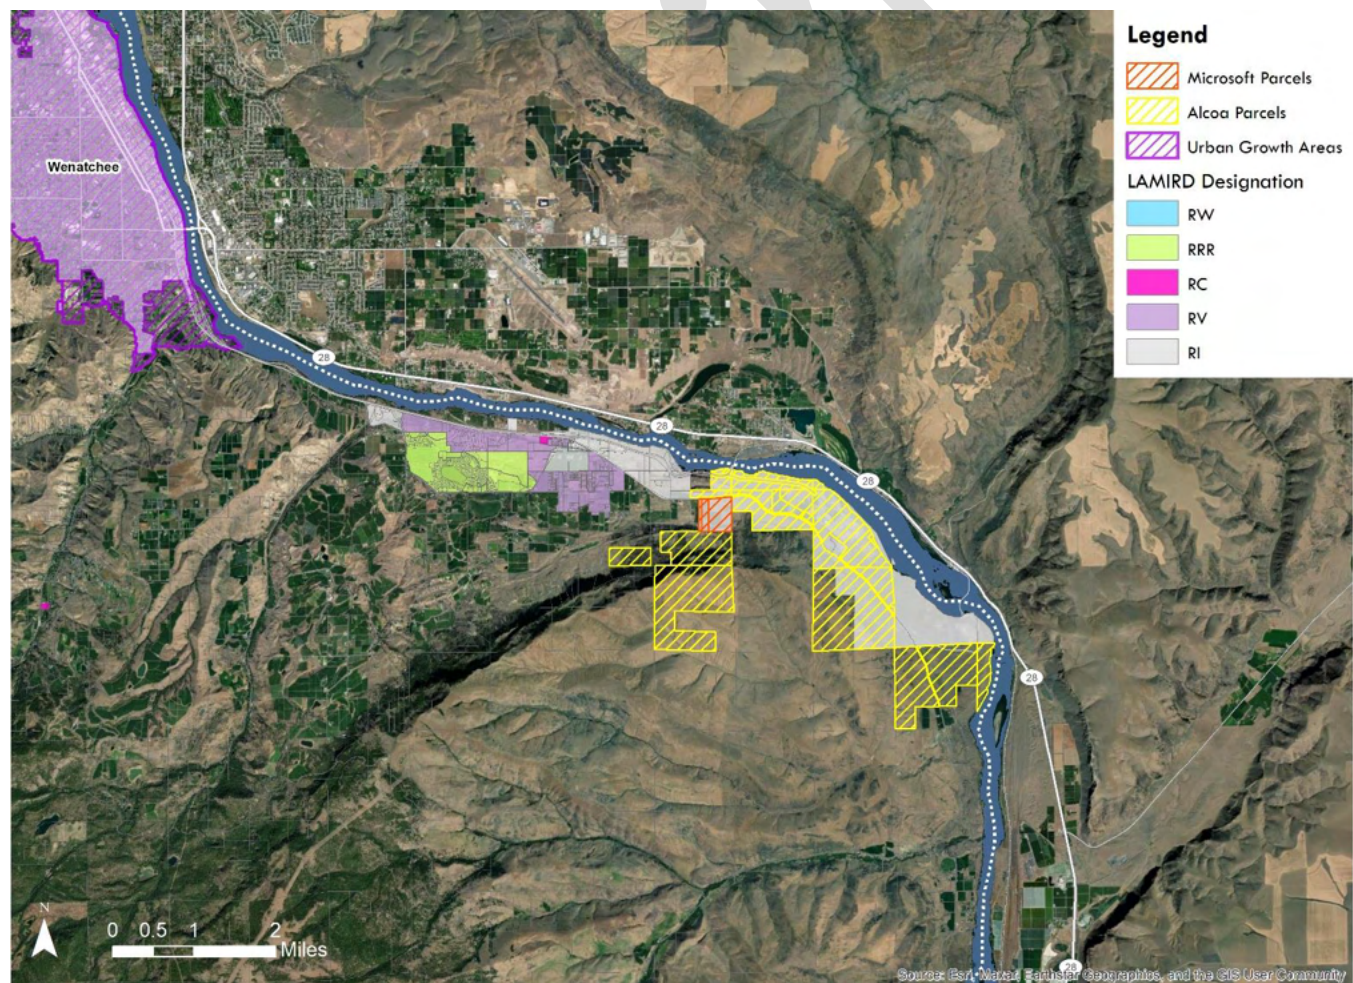 Legend
Microsoft Parcels
Alcoa Parcels
Urban Growth Areas
LAMIRD Designation
RW
RRR
RC
RV
RI
Wenatchee
28
28
28
28
28
N
0 0.5 1 2
Miles
Source: Esri, Maxar, Earthstar Geographics, and the GIS User Community